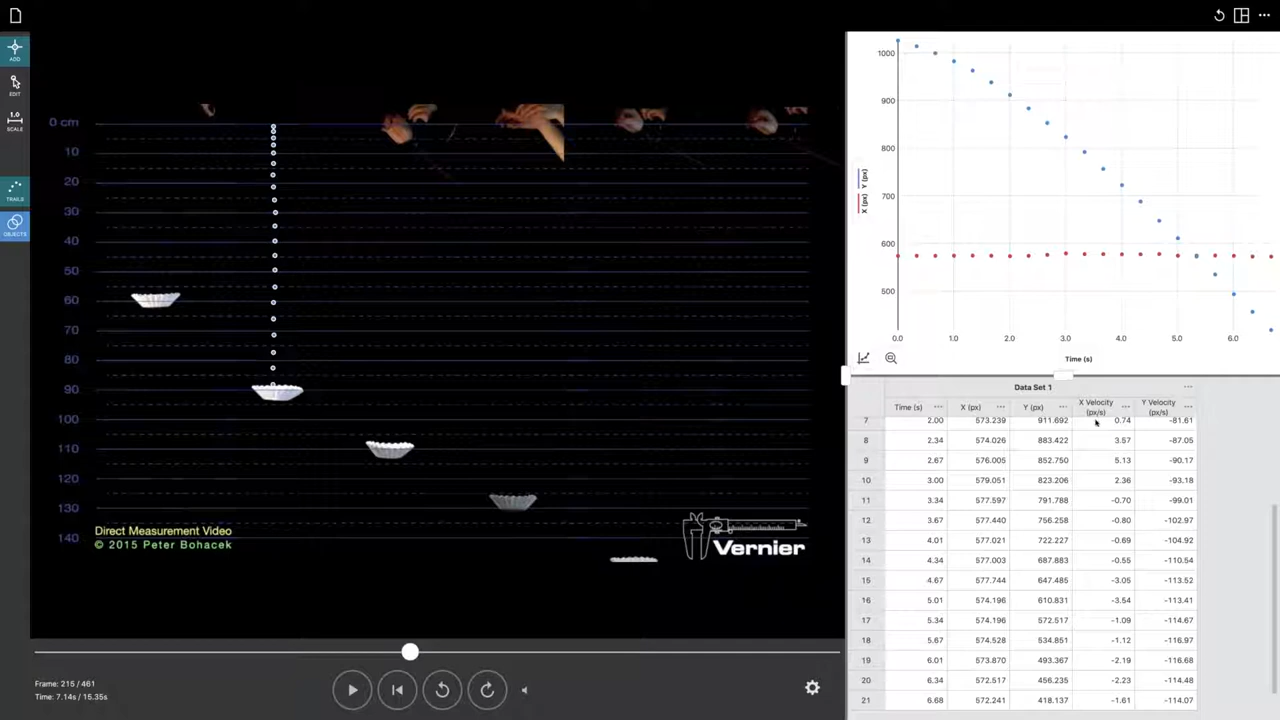 ADD
EDIT
1.0
SCALE
TRAILS
OBJECTS
0 cm
10
20
30
40
50
60
70
80
90
100
110
120
130
140
Direct Measurement Video
© 2015 Peter Bohacek
Vernier
Frame: 215 / 461
Time: 7.14s / 15.35s
X (px) Y (px)
1000
900
800
700
600
500
0.0 1.0 2.0 3.0 4.0 5.0 6.0
Time (s)
Data Set 1
Time (s) X (px) Y (px) X Velocity (px/s) Y Velocity (px/s)
7 2.00 573.239 911.692 0.74 -81.61
8 2.34 574.026 883.422 3.57 -87.05
9 2.67 576.005 852.750 5.13 -90.17
10 3.00 579.051 823.206 2.36 -93.18
11 3.34 577.597 791.788 -0.70 -99.01
12 3.67 577.440 756.258 -0.80 -102.97
13 4.01 577.021 722.227 -0.69 -104.92
14 4.34 577.003 687.883 -0.55 -110.54
15 4.67 577.744 647.485 -3.05 -113.52
16 5.01 574.196 610.831 -3.54 -113.41
17 5.34 574.196 572.517 -1.09 -114.67
18 5.67 574.528 534.851 -1.12 -116.97
19 6.01 573.870 493.367 -2.19 -116.68
20 6.34 572.517 456.235 -2.23 -114.48
21 6.68 572.241 418.137 -1.61 -114.07